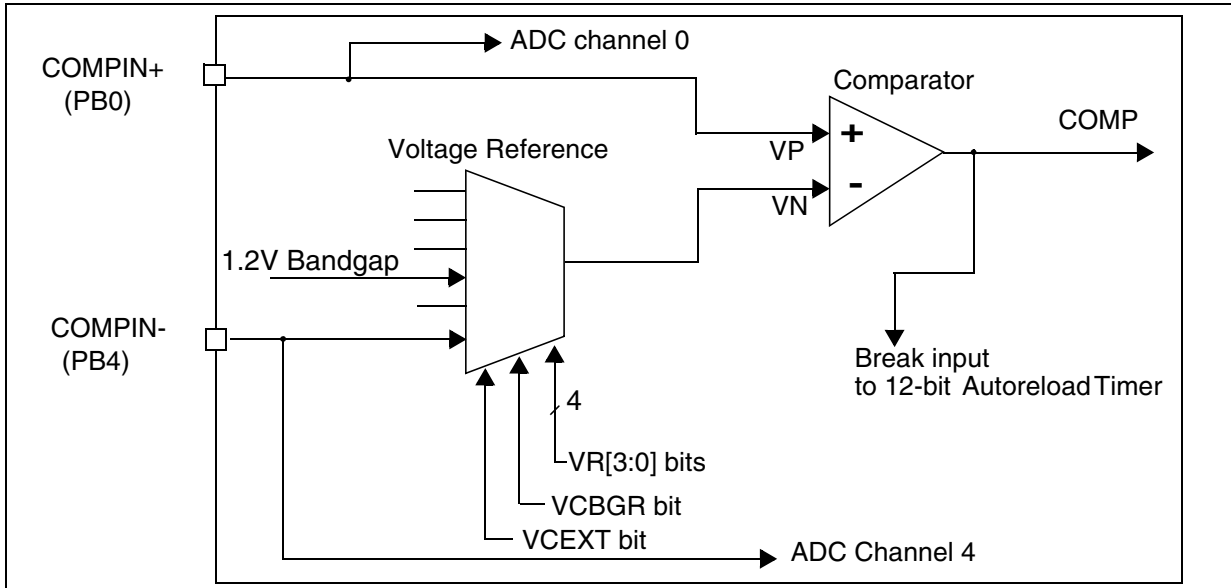 ADC channel 0
COMPIN+
(PB0)
Comparator
COMP
+
VP
Voltage Reference
-
VN
1.2V Bandgap
COMPIN-
(PB4)
Break input
to 12-bit Autoreload Timer
4
VR[3:0] bits
VCBGR bit
VCEXT bit
ADC Channel 4